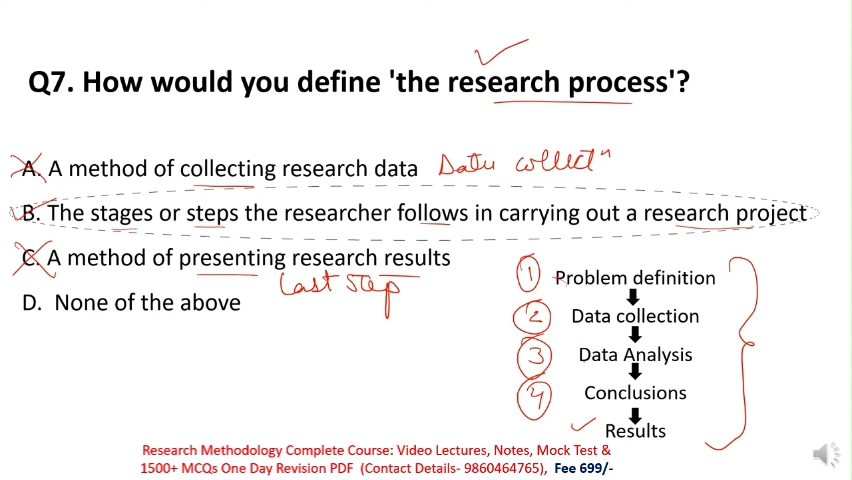 Q7. How would you define 'the research process'?
A. A method of collecting research data Data collectⁿ
B. The stages or steps the researcher follows in carrying out a research project
C. A method of presenting research results
Last step
D. None of the above
1 Problem definition
2 Data collection
3 Data Analysis
4 Conclusions
Results
Research Methodology Complete Course: Video Lectures, Notes, Mock Test &
1500+ MCQs One Day Revision PDF (Contact Details- 9860464765), Fee 699/-